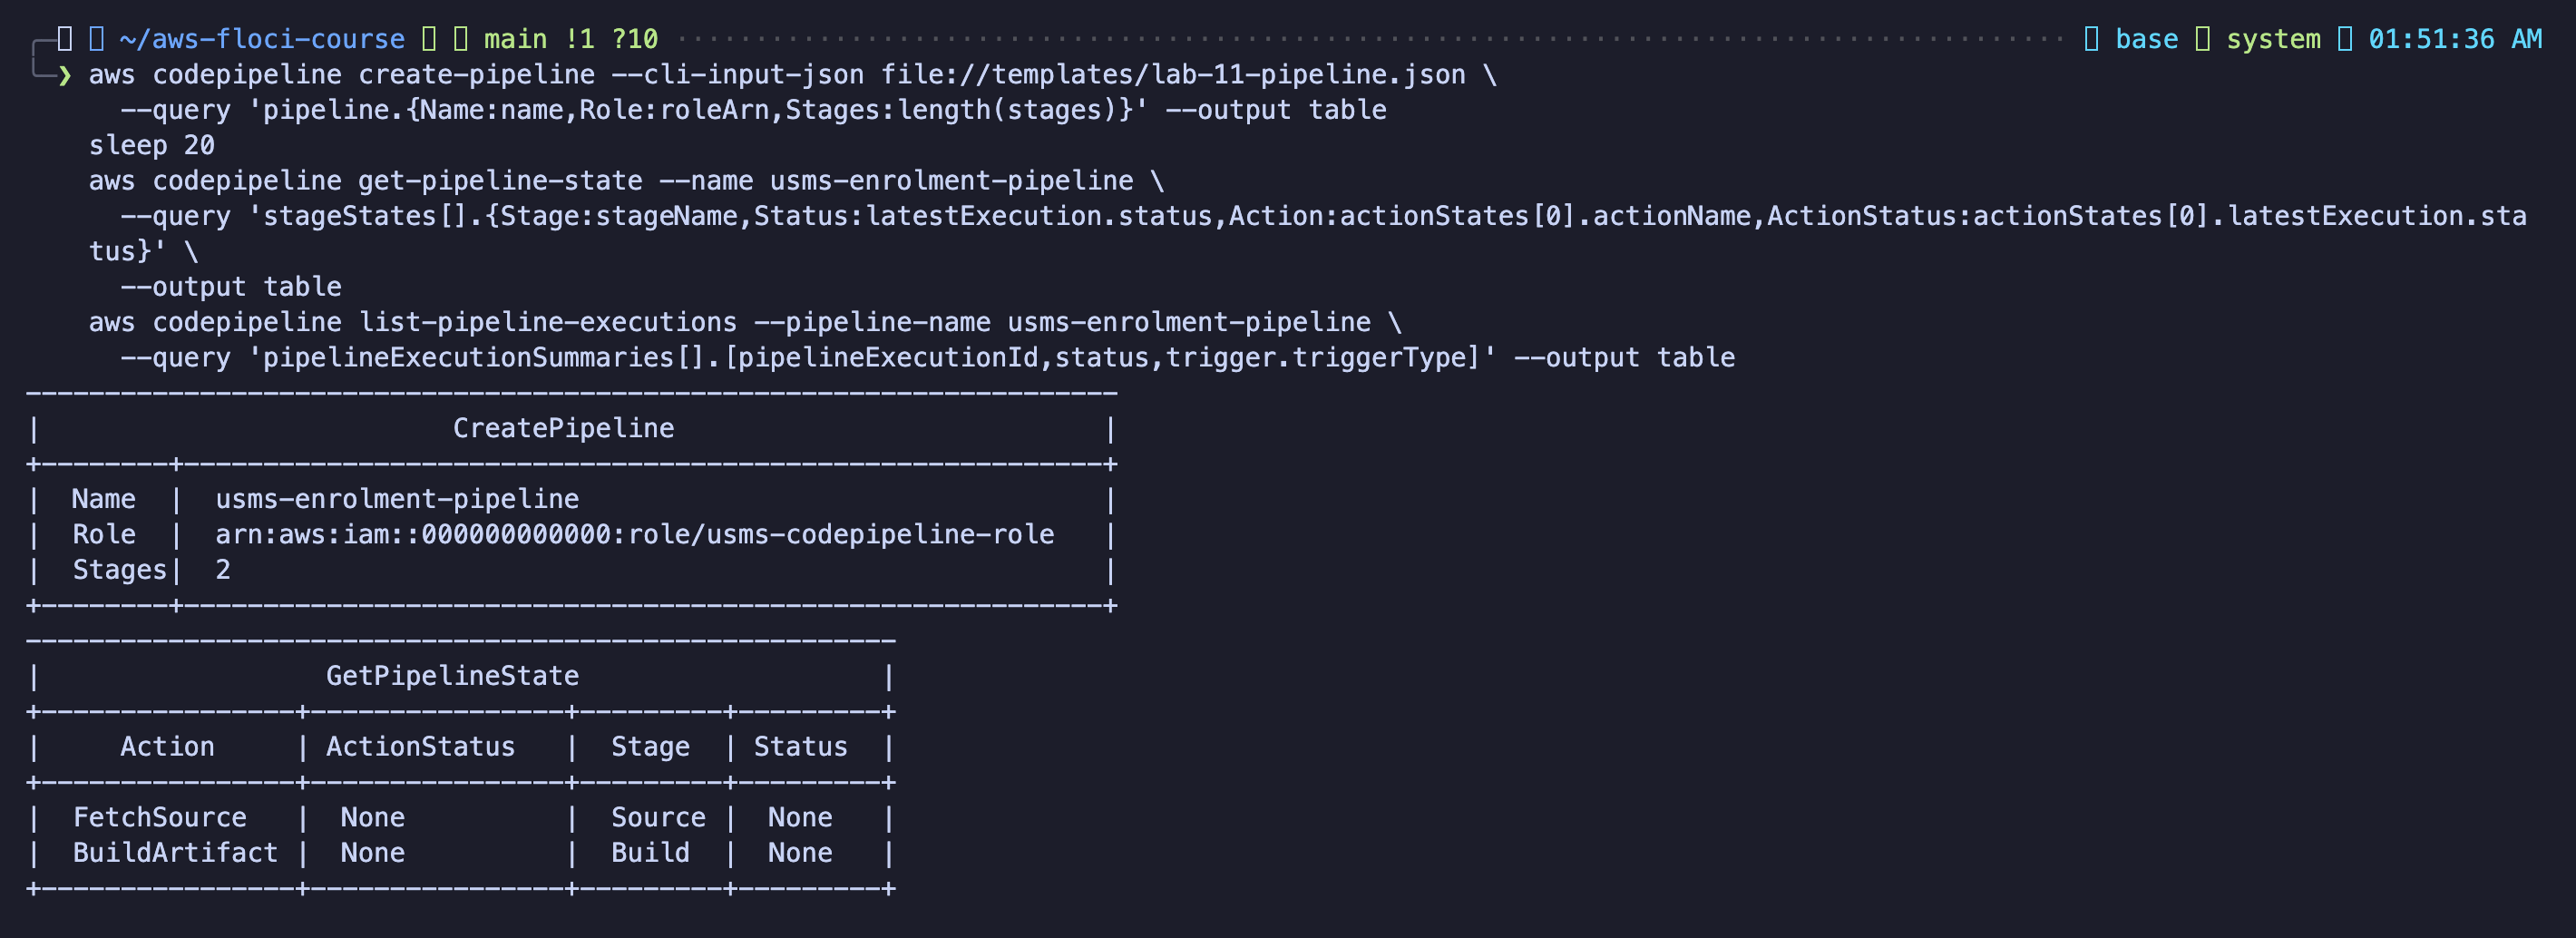 ~/aws-floci-course main !1 ?10 base system 01:51:36 AM
❯ aws codepipeline create-pipeline --cli-input-json file://templates/lab-11-pipeline.json \
--query 'pipeline.{Name:name,Role:roleArn,Stages:length(stages)}' --output table
sleep 20
aws codepipeline get-pipeline-state --name usms-enrolment-pipeline \
--query 'stageStates[].{Stage:stageName,Status:latestExecution.status,Action:actionStates[0].actionName,ActionStatus:actionStates[0].latestExecution.sta
tus}' \
--output table
aws codepipeline list-pipeline-executions --pipeline-name usms-enrolment-pipeline \
--query 'pipelineExecutionSummaries[].[pipelineExecutionId,status,trigger.triggerType]' --output table
| CreatePipeline |
| Name | usms-enrolment-pipeline |
| Role | arn:aws:iam::000000000000:role/usms-codepipeline-role |
| Stages| 2 |
| GetPipelineState |
| Action | ActionStatus | Stage | Status |
| FetchSource | None | Source | None |
| BuildArtifact | None | Build | None |